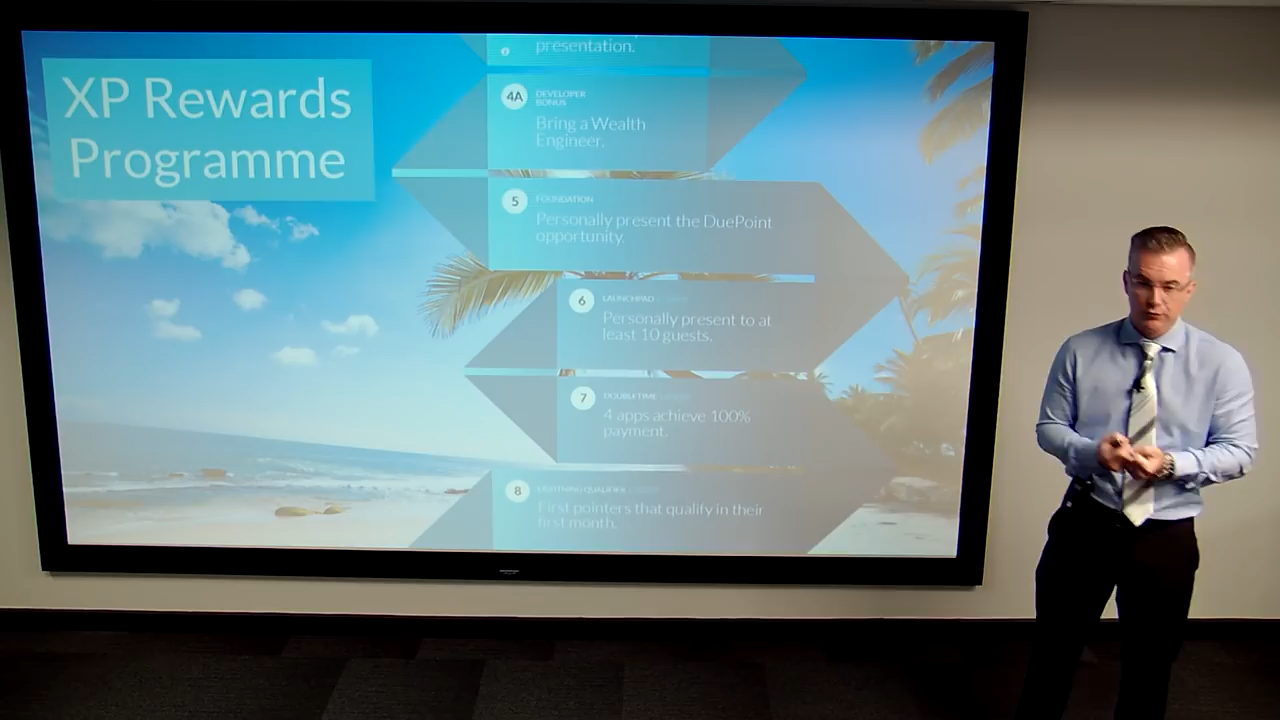 XP Rewards
Programme
presentation.
4A
DEVELOPER
BONUS
Bring a Wealth
Engineer.
5
FOUNDATION
Personally present the DuePoint
opportunity.
6
LAUNCHPAD
Personally present to at
least 10 guests.
7
DOUBLETIME
4 apps achieve 100%
payment.
8
LIGHTNING QUALIFIER
First pointers that qualify in their
first month.